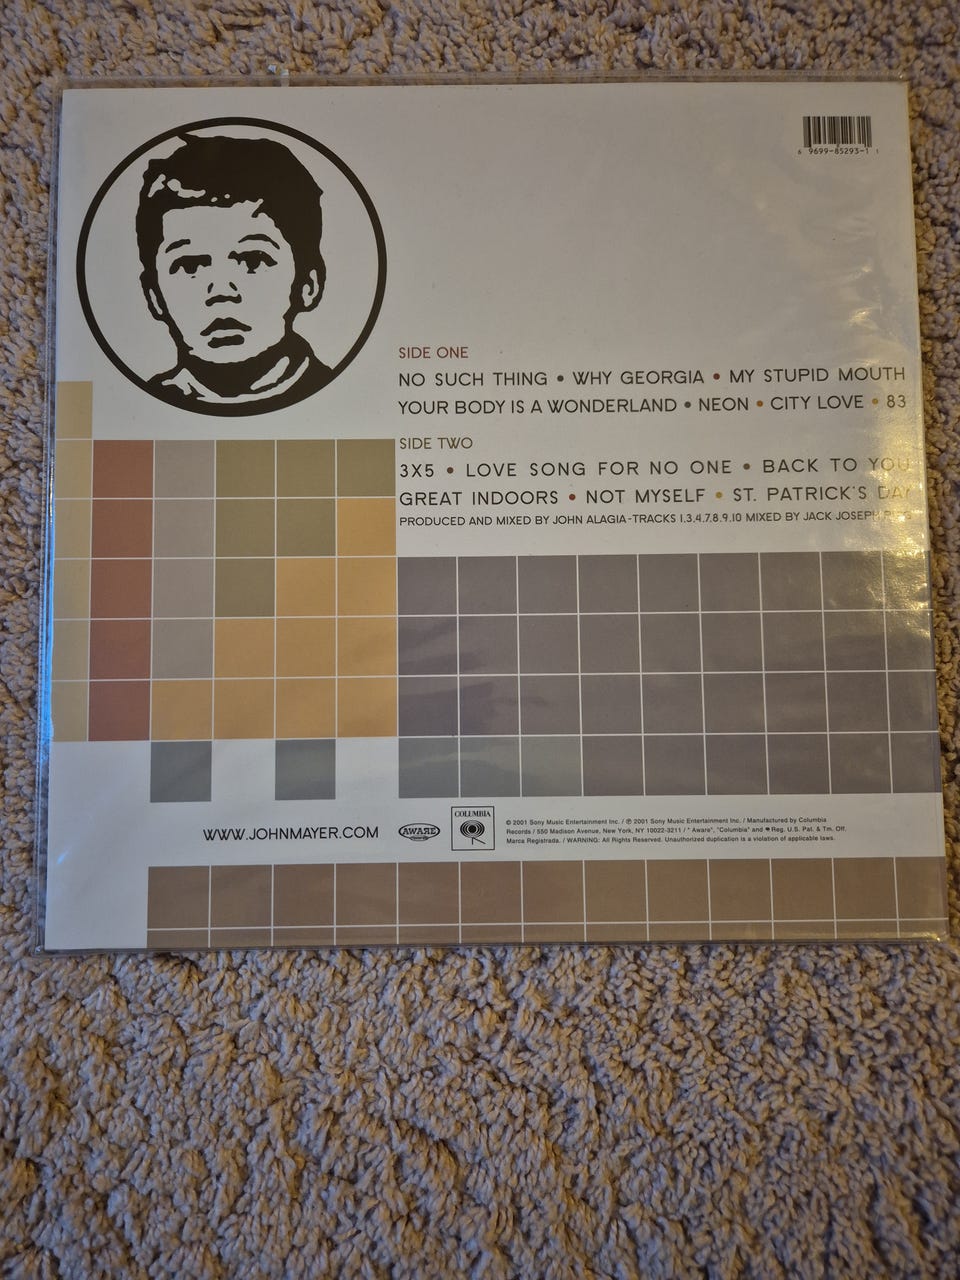 6 9699-85293-1 1
SIDE ONE
NO SUCH THING • WHY GEORGIA • MY STUPID MOUTH
YOUR BODY IS A WONDERLAND • NEON • CITY LOVE • 83
SIDE TWO
3X5 • LOVE SONG FOR NO ONE • BACK TO YOU
GREAT INDOORS • NOT MYSELF • ST. PATRICK'S DAY
PRODUCED AND MIXED BY JOHN ALAGIA-TRACKS 1.3.4.7.8.9.10 MIXED BY JACK JOSEPH
WWW.JOHNMAYER.COM
AWARE
COLUMBIA
© 2001 Sony Music Entertainment Inc. / ℗ 2001 Sony Music Entertainment Inc. / Manufactured by Columbia
Records / 550 Madison Avenue, New York, NY 10022-3211 / " Aware", "Columbia" and Reg. U.S. Pat. & Tm. Off.
Marca Registrada. / WARNING: All Rights Reserved. Unauthorized duplication is a violation of applicable laws.